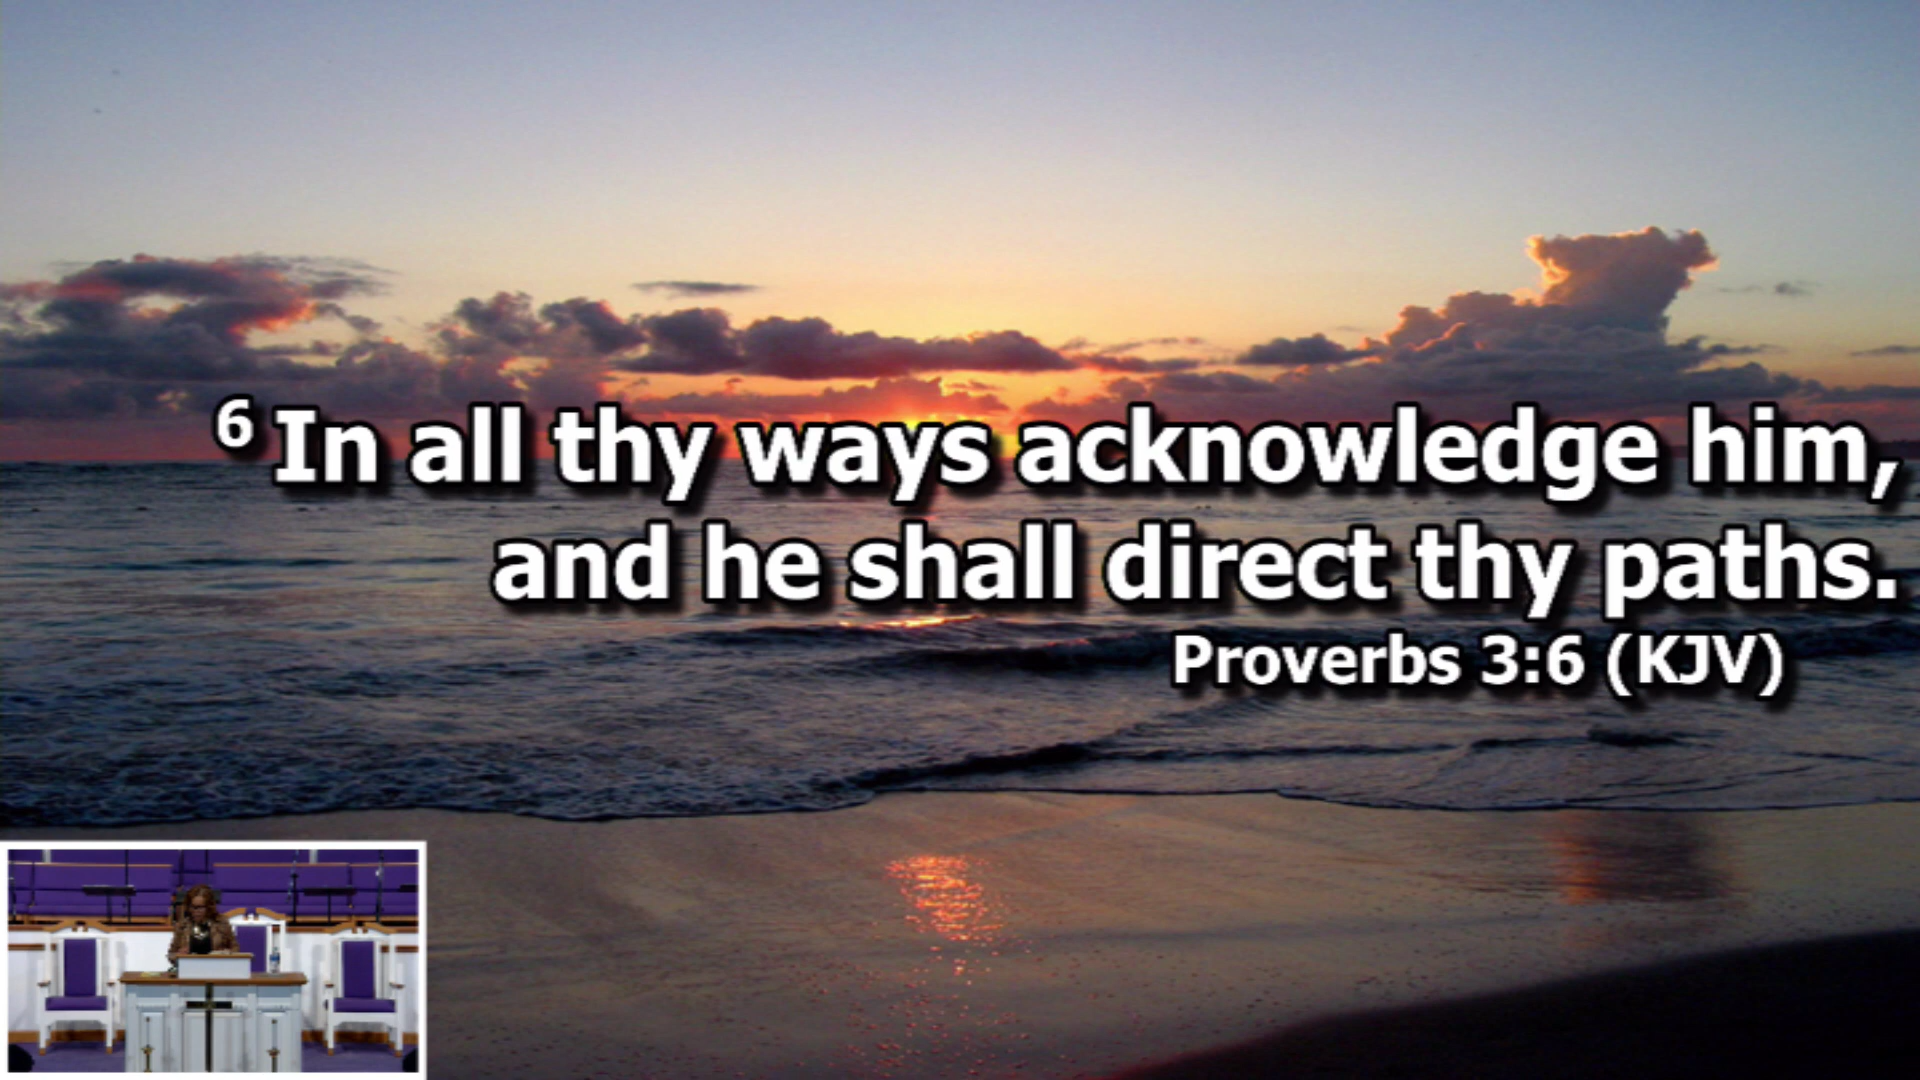 6 In all thy ways acknowledge him,
and he shall direct thy paths.
Proverbs 3:6 (KJV)